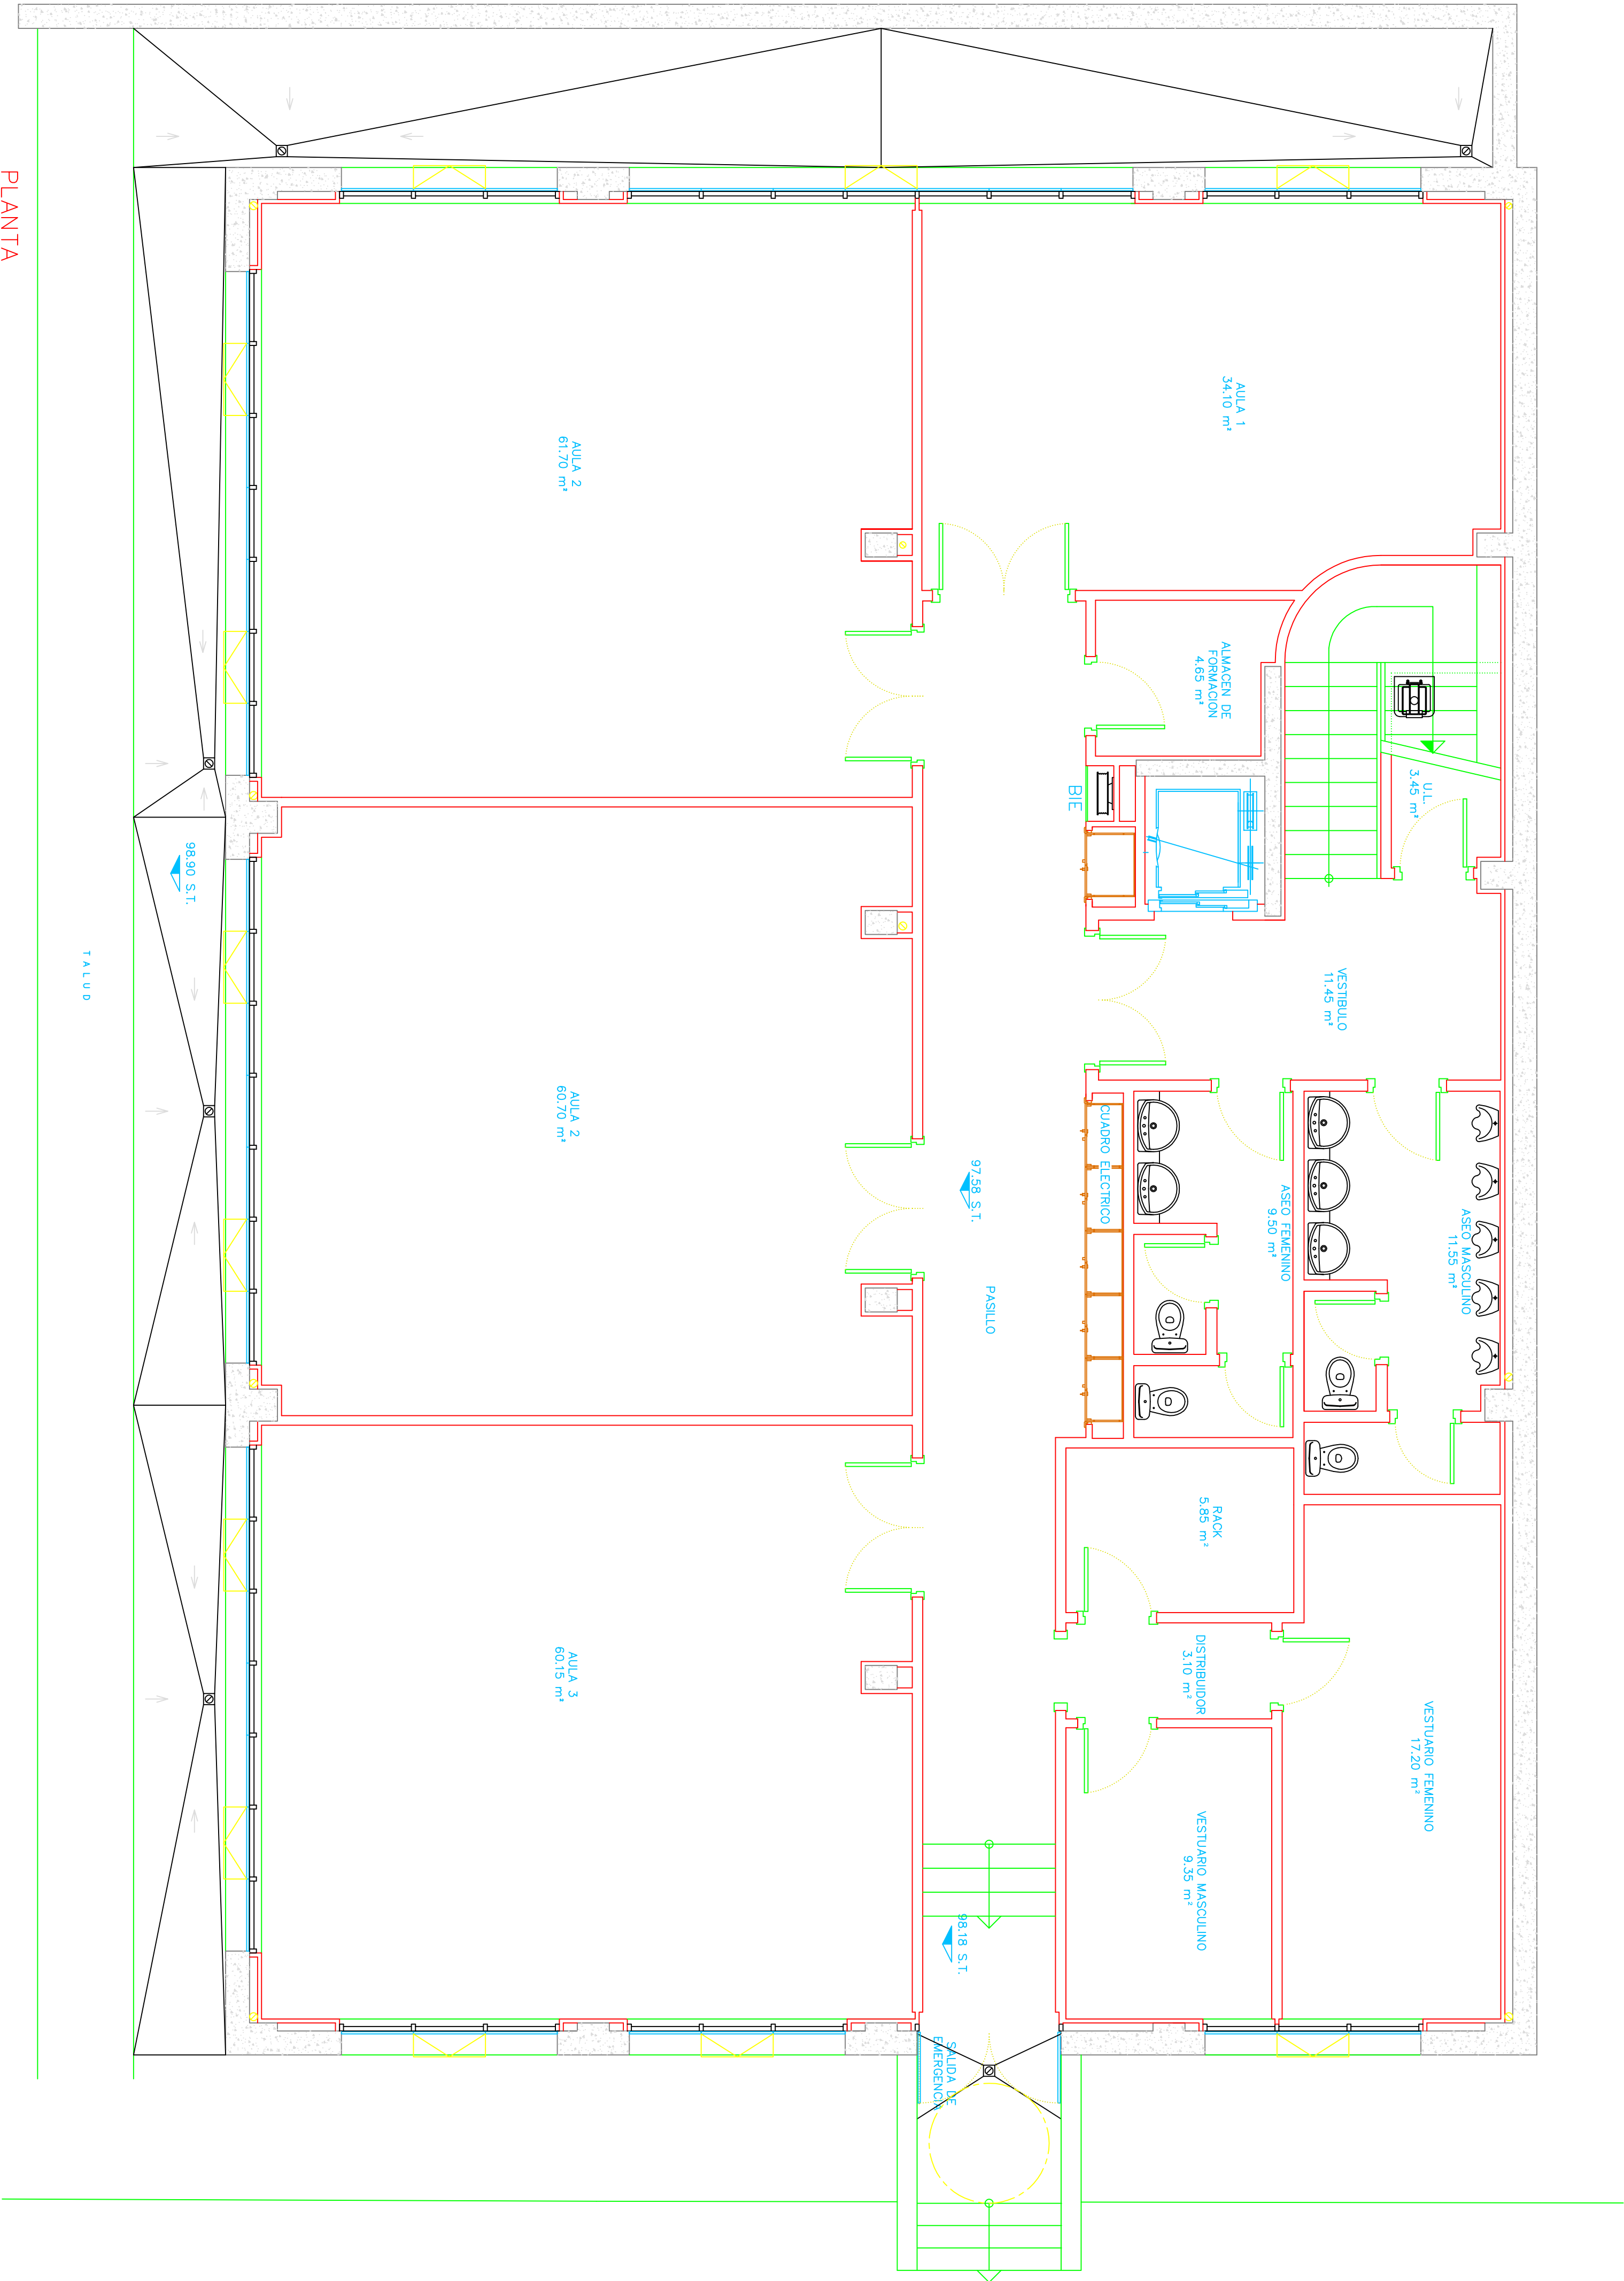 PLANTA
AULA 1
34.10 m²
AULA 2
61.70 m²
ALMACEN DE
FORMACION
4.65 m²
U.L.
3.45 m²
BIE
98.90 S.T.
TALUD
VESTIBULO
11.45 m²
AULA 2
60.70 m²
CUADRO ELECTRICO
97.58 S.T.
ASEO FEMENINO
9.50 m²
ASEO MASCULINO
11.55 m²
PASILLO
RACK
5.85 m²
DISTRIBUIDOR
3.10 m²
AULA 3
60.15 m²
VESTUARIO FEMENINO
17.20 m²
VESTUARIO MASCULINO
9.35 m²
98.18 S.T.
SALIDA DE
EMERGENCIA